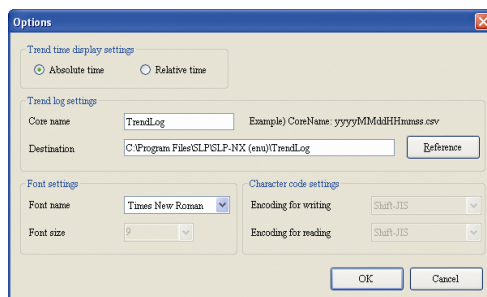 Options
Trend time display settings
Absolute time Relative time
Trend log settings
Core name TrendLog Example) CoreName: yyyyMMddHHmmss.csv
Destination C:\Program Files\SLP\SLP-NX (enu)\TrendLog Reference
Font settings Character code settings
Font name Times New Roman Encoding for writing Shift-JIS
Font size 9 Encoding for reading Shift-JIS
OK Cancel